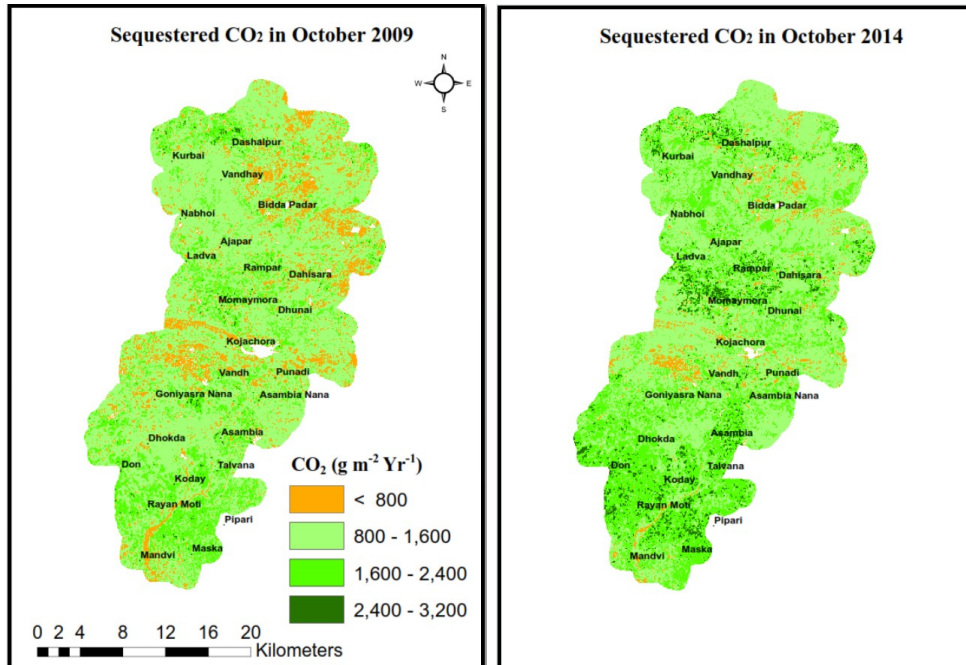 Sequestered CO2 in October 2009
N
W E
S
Dashalpur
Kurbai
Vandhay
Bidda Padar
Nabhoi
Ajapar
Ladva
Rampar
Dahisara
Momaymora
Dhunai
Kojachora
Vandh
Punadi
Goniyasra Nana
Asambia Nana
Asambia
Dhokda
Don
Talvana
Koday
Rayan Moti
Pipari
Maska
Mandvi
CO2 (g m-2 Yr-1)
< 800
800 - 1,600
1,600 - 2,400
2,400 - 3,200
0 2 4 8 12 16 20
Kilometers
Sequestered CO2 in October 2014
Dashalpur
Kurbai
Vandhay
Bidda Padar
Nabhoi
Ajapar
Ladva
Rampar
Dahisara
Momaymora
Dhunai
Kojachora
Vandh
Punadi
Goniyasra Nana
Asambia Nana
Asambia
Dhokda
Don
Talvana
Koday
Rayan Moti
Pipari
Maska
Mandvi